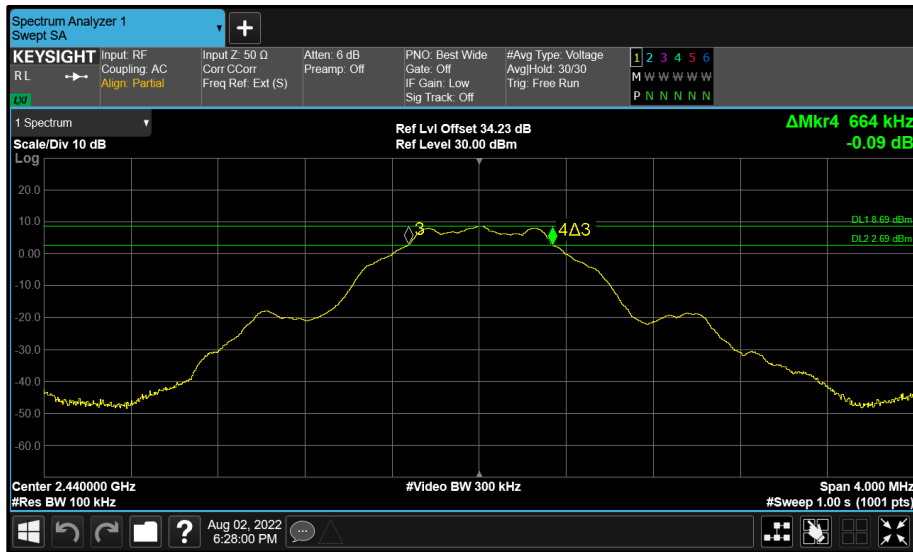 Spectrum Analyzer 1
Swept SA
KEYSIGHT
RL
LXI
Input: RF
Coupling: AC
Align: Partial
Input Z: 50 Ω
Corr CCorr
Freq Ref: Ext (S)
Atten: 6 dB
Preamp: Off
PNO: Best Wide
Gate: Off
IF Gain: Low
Sig Track: Off
#Avg Type: Voltage
Avg|Hold: 30/30
Trig: Free Run
1 2 3 4 5 6
M W W W W W
P N N N N N
1 Spectrum
Scale/Div 10 dB
Log
Ref Lvl Offset 34.23 dB
Ref Level 30.00 dBm
ΔMkr4 664 kHz
-0.09 dB
20.0
10.0
0.00
-10.0
-20.0
-30.0
-40.0
-50.0
-60.0
3
4Δ3
DL1 8.69 dBm
DL2 2.69 dBm
Center 2.440000 GHz
#Res BW 100 kHz
#Video BW 300 kHz
Span 4.000 MHz
#Sweep 1.00 s (1001 pts)
?
Aug 02, 2022
6:28:00 PM